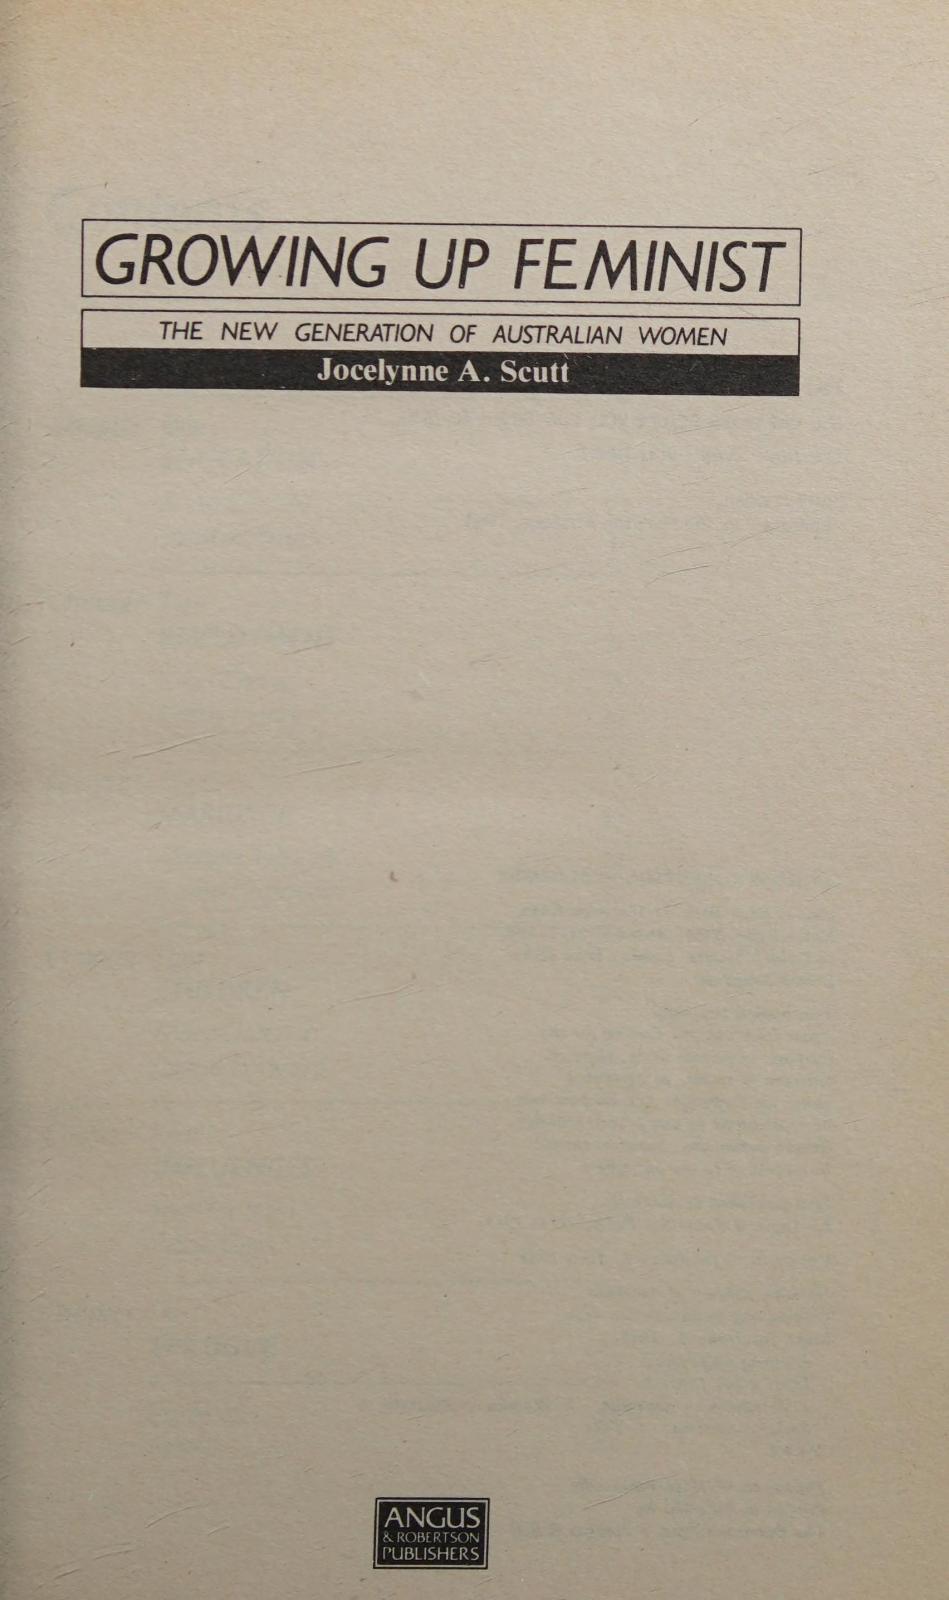 GROWING UP FEMINIST
THE NEW GENERATION OF AUSTRALIAN WOMEN
Jocelynne A. Scutt
ANGUS
& ROBERTSON
PUBLISHERS